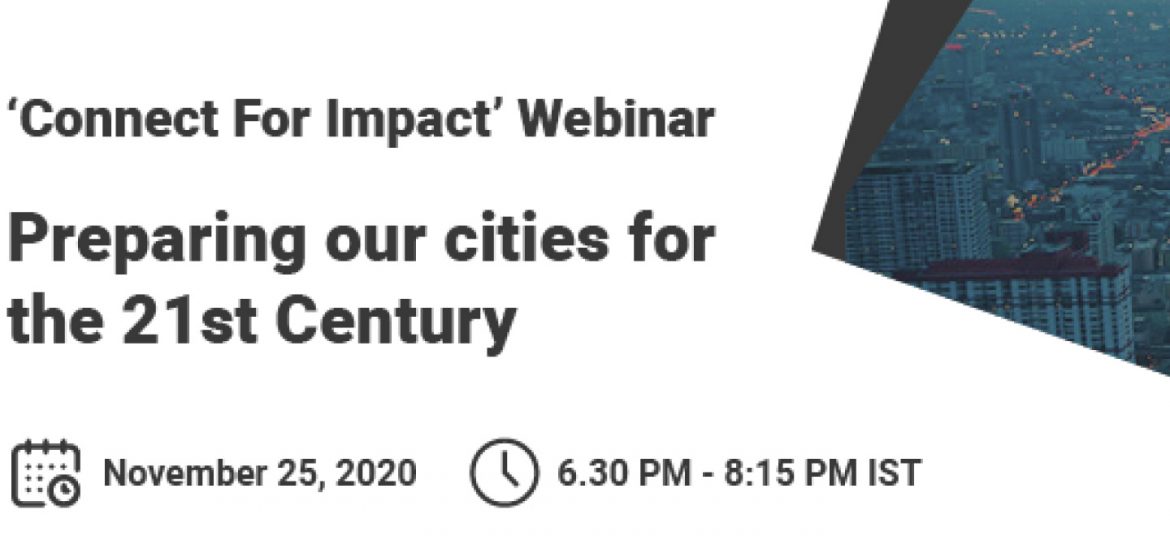 ‘Connect For Impact’ Webinar
Preparing our cities for
the 21st Century
November 25, 2020 6.30 PM - 8:15 PM IST